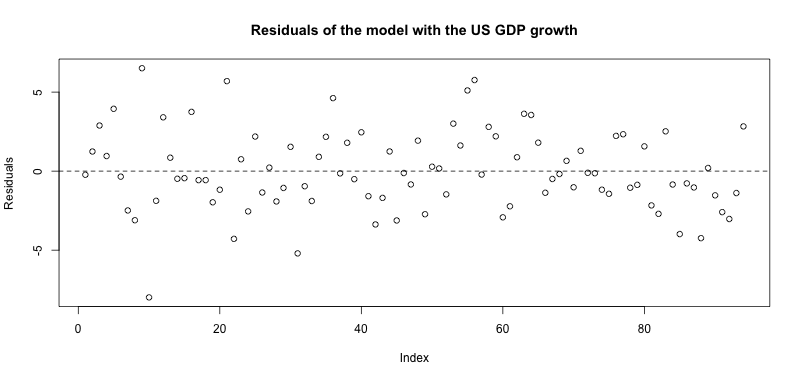 Residuals of the model with the US GDP growth
Residuals
5
0
-5
0 20 40 60 80
Index